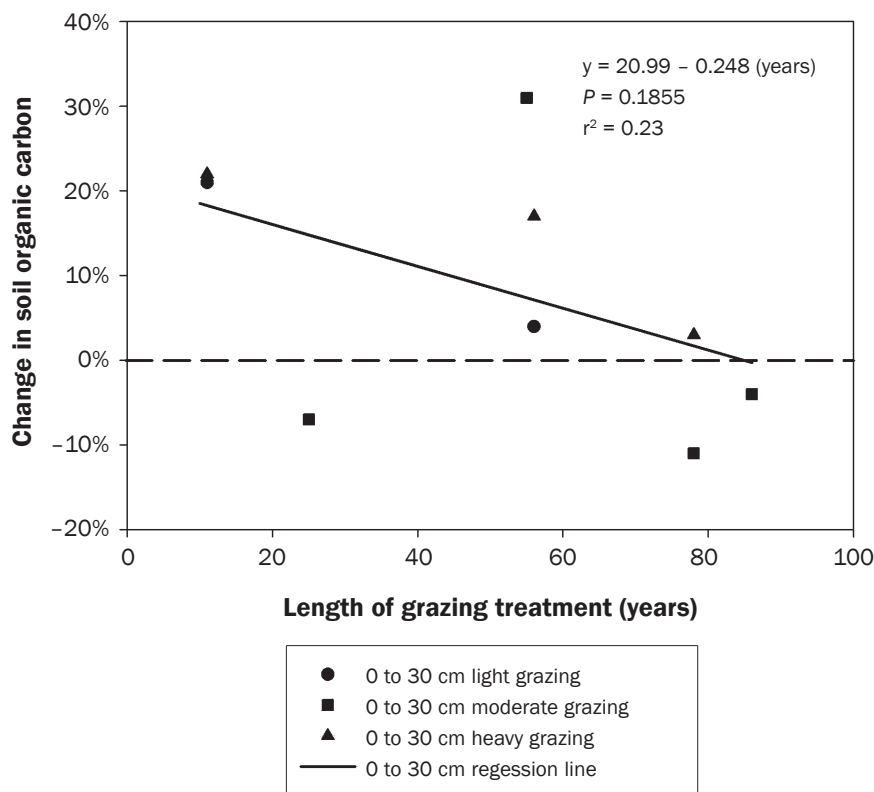 40%
30%
20%
10%
0%
–10%
–20%
Change in soil organic carbon
y = 20.99 – 0.248 (years)
P = 0.1855
r² = 0.23
0 20 40 60 80 100
Length of grazing treatment (years)
0 to 30 cm light grazing
0 to 30 cm moderate grazing
0 to 30 cm heavy grazing
0 to 30 cm regession line